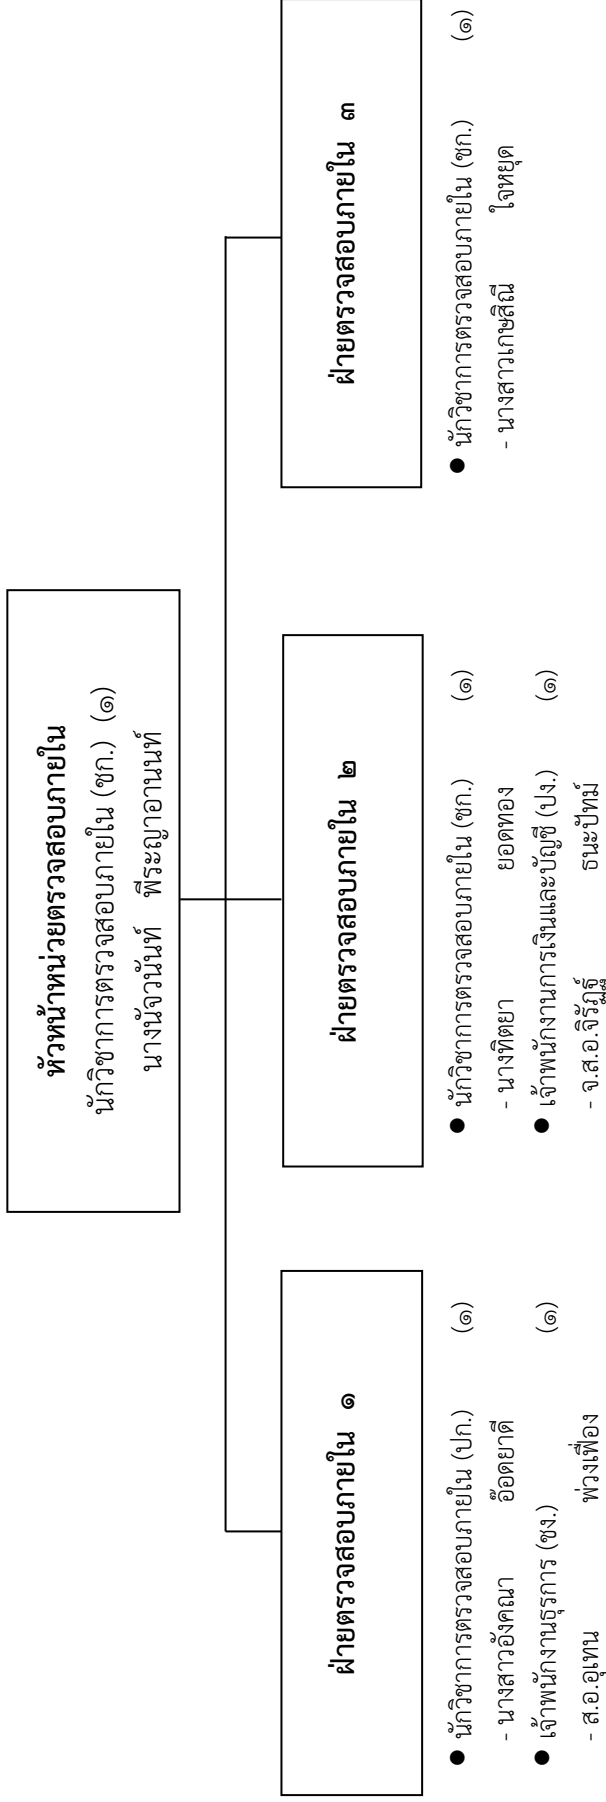 หัวหน้าหน่วยตรวจสอบภายใน
นักวิชาการตรวจสอบภายใน (ชก.) (๑)
นางนัจวนันท์ พีระญาอานนท์
ฝ่ายตรวจสอบภายใน ๑
● นักวิชาการตรวจสอบภายใน (ปก.) (๑)
- นางสาวอังคณา อ๊อดยาดี
● เจ้าพนักงานธุรการ (ชง.) (๑)
- ส.อ.อุเทน พ่วงเฟื่อง
ฝ่ายตรวจสอบภายใน ๒
● นักวิชาการตรวจสอบภายใน (ชก.) (๑)
- นางทิตยา ยอดทอง
● เจ้าพนักงานการเงินและบัญชี (ปง.) (๑)
- จ.ส.อ.จิรัฏฐ์ ธนะปัทม์
ฝ่ายตรวจสอบภายใน ๓
● นักวิชาการตรวจสอบภายใน (ชก.) (๑)
- นางสาวเกษสิณี ใจหยุด